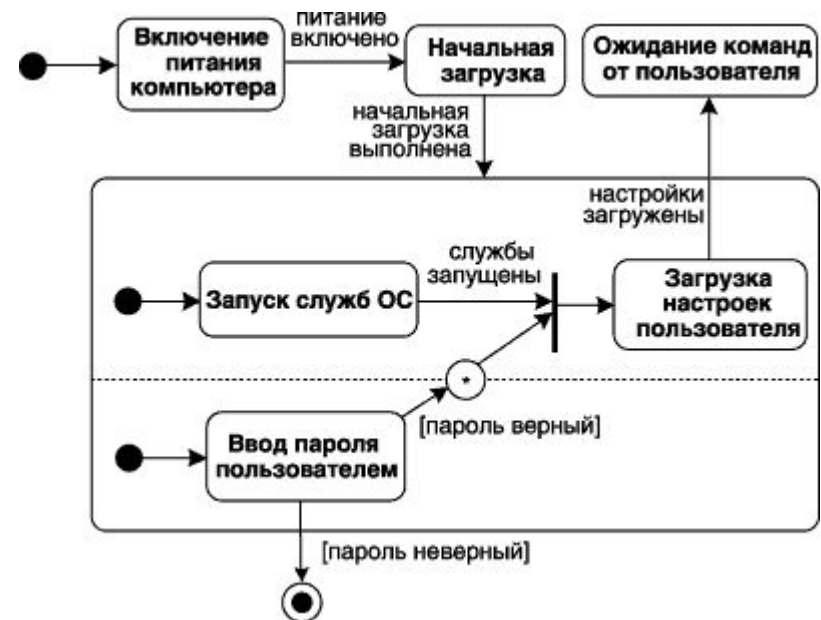 Включение
питания
компьютера
питание
включено
Начальная
загрузка
Ожидание команд
от пользователя
начальная
загрузка
выполнена
настройки
загружены
Запуск служб ОС
службы
запущены
Загрузка
настроек
пользователя
*
[пароль верный]
Ввод пароля
пользователем
[пароль неверный]